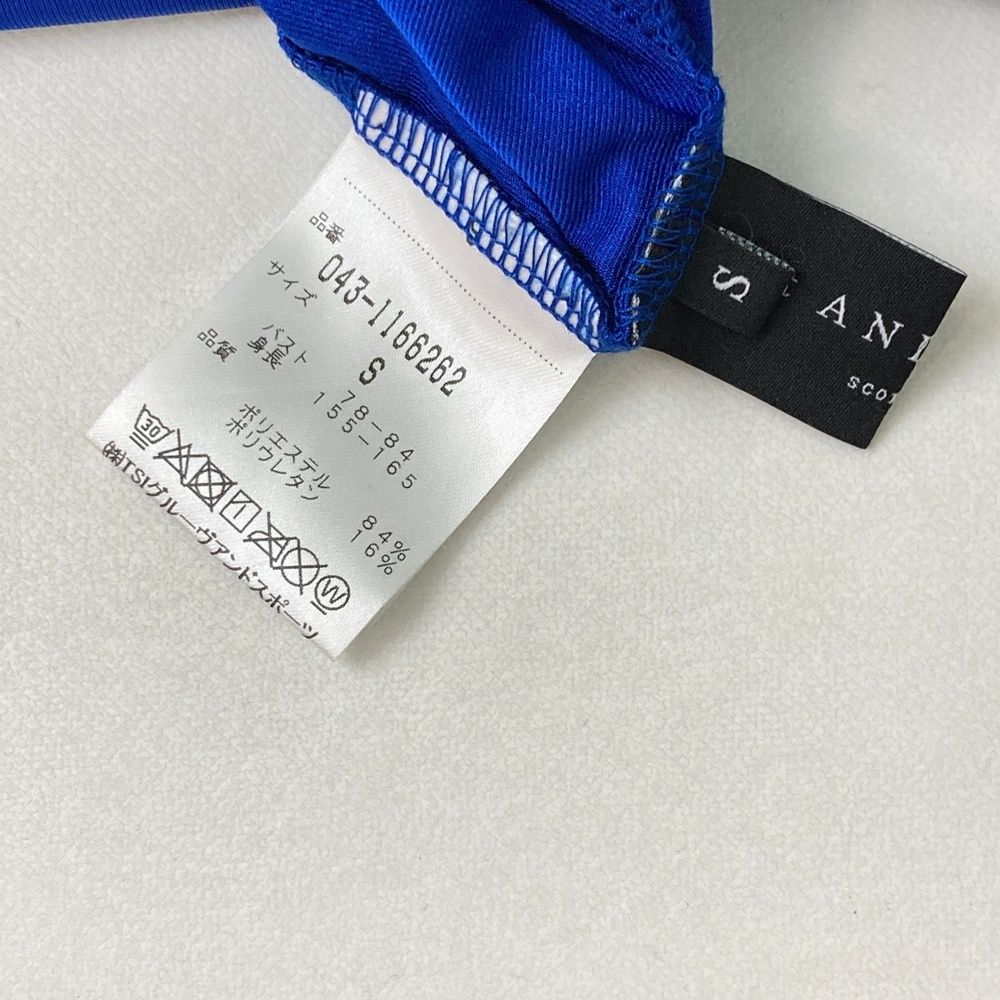 品番
043-1166262
サイズ S
バスト 78-84
身長 155-165
品質
ポリエステル 84%
ポリウレタン 16%
30
W
(株)TSIグルーヴアンドスポーツ
S
AN
SCO